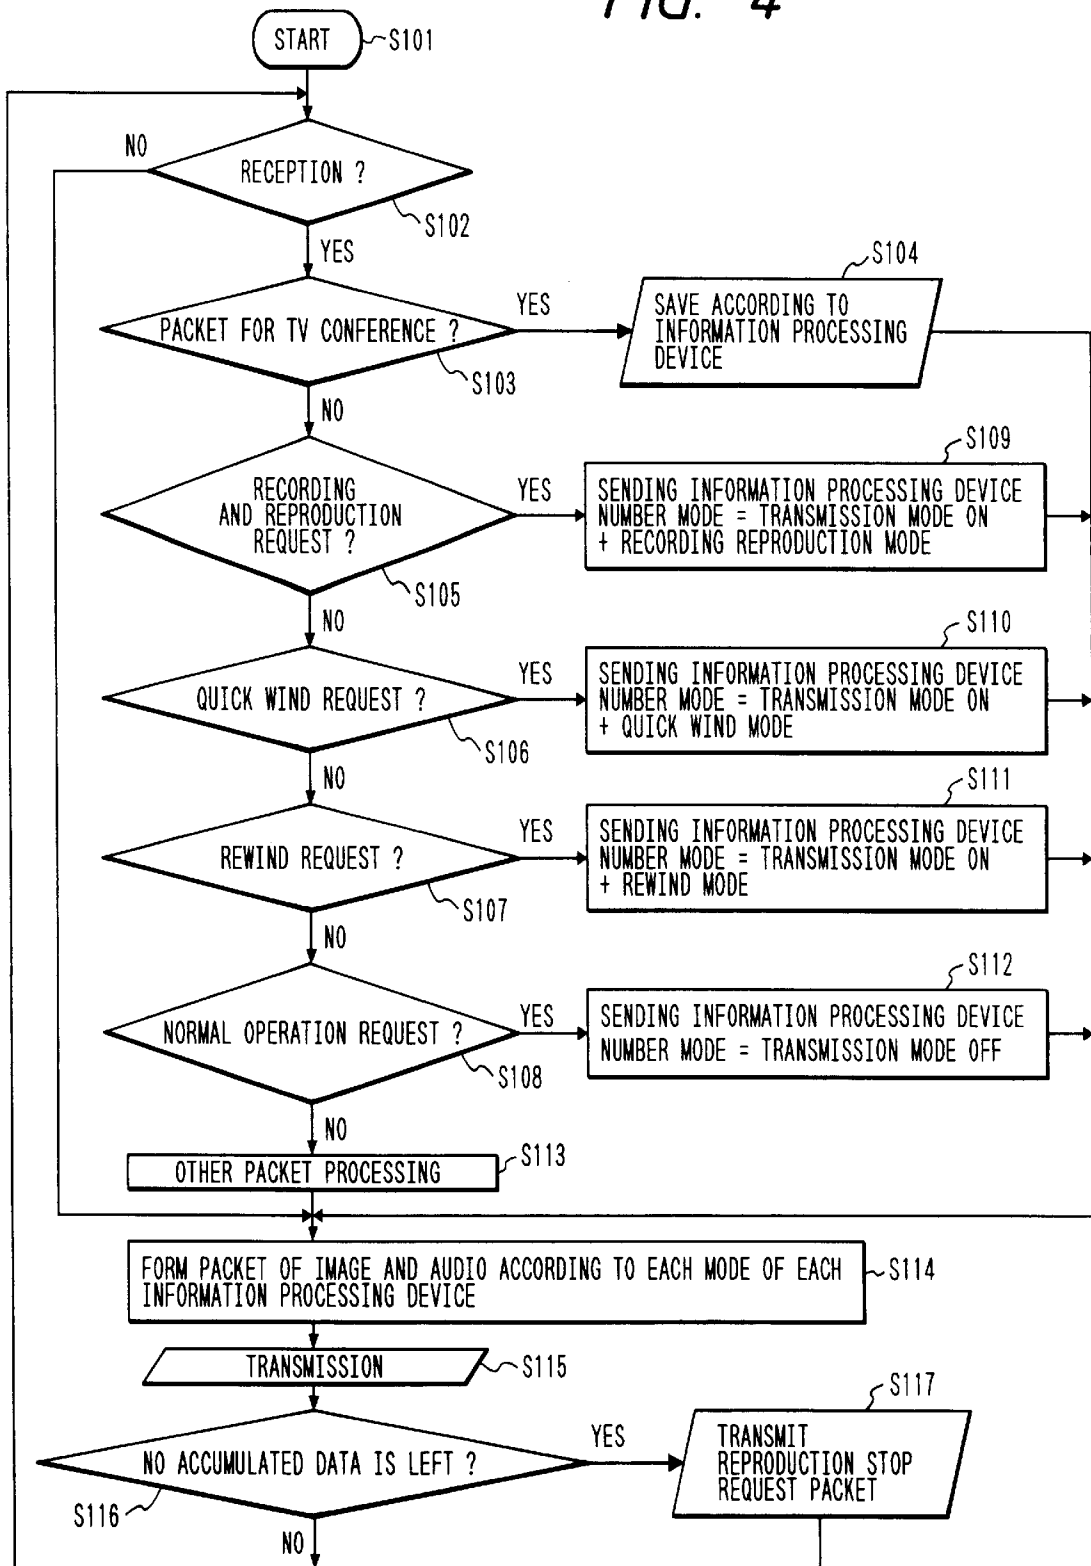 FIG. 4
START
S101
NO
RECEPTION ?
S102
YES
S104
PACKET FOR TV CONFERENCE ?
YES
SAVE ACCORDING TO
INFORMATION PROCESSING
DEVICE
S103
NO
S109
RECORDING
AND REPRODUCTION
REQUEST ?
YES
SENDING INFORMATION PROCESSING DEVICE
NUMBER MODE = TRANSMISSION MODE ON
+ RECORDING REPRODUCTION MODE
S105
NO
S110
QUICK WIND REQUEST ?
YES
SENDING INFORMATION PROCESSING DEVICE
NUMBER MODE = TRANSMISSION MODE ON
+ QUICK WIND MODE
S106
NO
S111
REWIND REQUEST ?
YES
SENDING INFORMATION PROCESSING DEVICE
NUMBER MODE = TRANSMISSION MODE ON
+ REWIND MODE
S107
NO
S112
NORMAL OPERATION REQUEST ?
YES
SENDING INFORMATION PROCESSING DEVICE
NUMBER MODE = TRANSMISSION MODE OFF
S108
NO
OTHER PACKET PROCESSING
S113
FORM PACKET OF IMAGE AND AUDIO ACCORDING TO EACH MODE OF EACH
INFORMATION PROCESSING DEVICE
S114
TRANSMISSION
S115
S117
NO ACCUMULATED DATA IS LEFT ?
YES
TRANSMIT
REPRODUCTION STOP
REQUEST PACKET
S116
NO